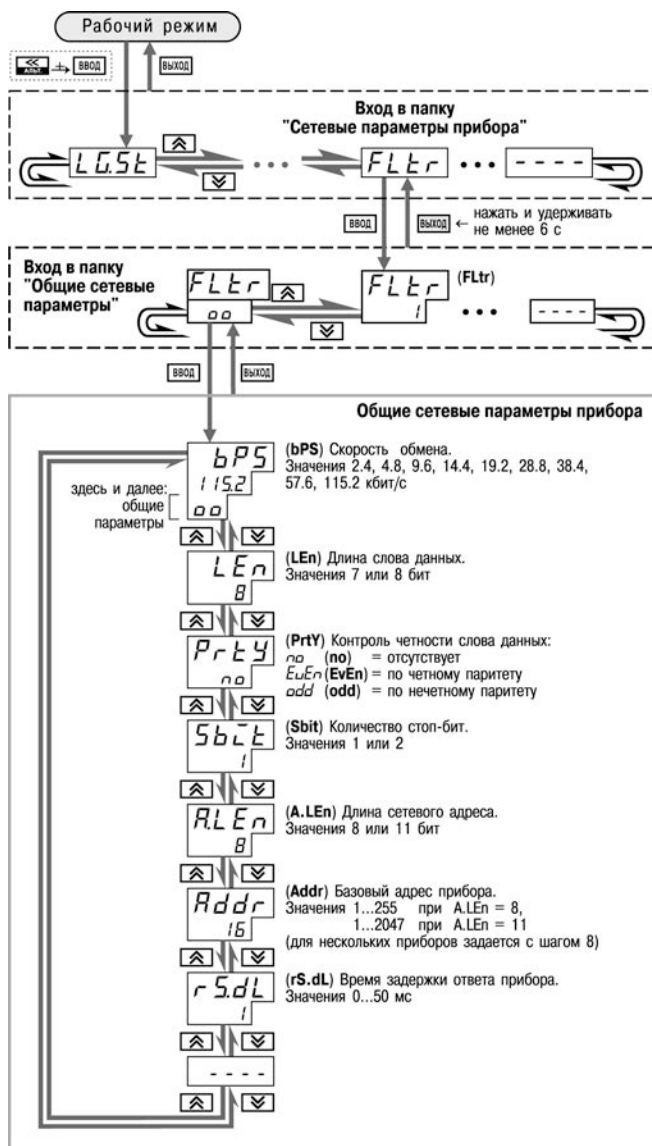 Рабочий режим
<<
АЛЬТ.
+
ВВОД
ВЫХОД
Вход в папку
"Сетевые параметры прибора"
LG.St
•••
FLtr
•••
- - - -
ВВОД
ВЫХОД
← нажать и удерживать
не менее 6 с
Вход в папку
"Общие сетевые
параметры"
FLtr
oo
FLtr
1
(FLtr)
•••
- - - -
ВВОД
ВЫХОД
Общие сетевые параметры прибора
bPS
115.2
oo
здесь и далее:
общие
параметры
(bPS) Скорость обмена.
Значения 2.4, 4.8, 9.6, 14.4, 19.2, 28.8, 38.4,
57.6, 115.2 кбит/с
LEn
8
(LEn) Длина слова данных.
Значения 7 или 8 бит
PrtY
no
(PrtY) Контроль четности слова данных:
no (no) = отсутствует
EvEn (EvEn) = по четному паритету
odd (odd) = по нечетному паритету
Sbit
1
(Sbit) Количество стоп-бит.
Значения 1 или 2
A.LEn
8
(A.LEn) Длина сетевого адреса.
Значения 8 или 11 бит
Addr
16
(Addr) Базовый адрес прибора.
Значения 1...255 при A.LEn = 8,
1...2047 при A.LEn = 11
(для нескольких приборов задается с шагом 8)
rS.dL
1
(rS.dL) Время задержки ответа прибора.
Значения 0...50 мс
- - - -